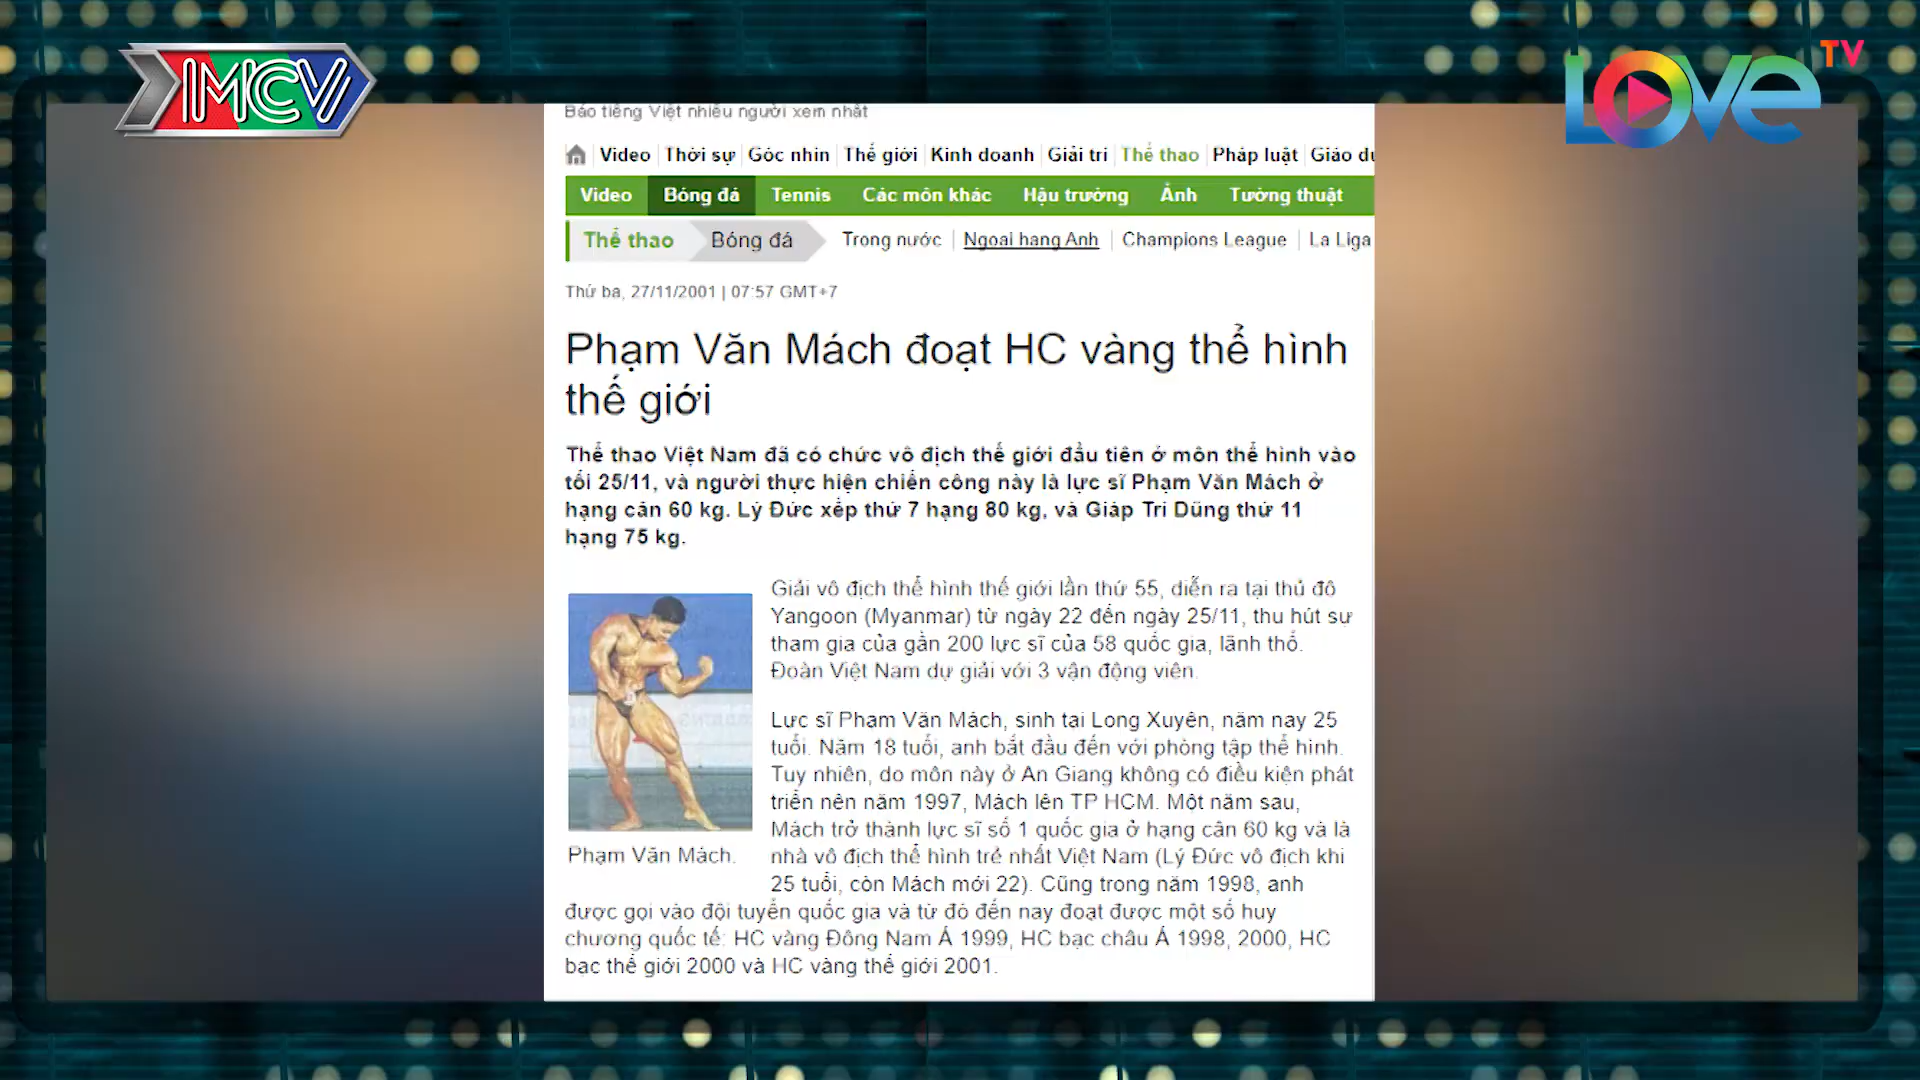 MCV
LOVE TV
Báo tiếng Việt nhiều người xem nhất
Video Thời sự Góc nhìn Thế giới Kinh doanh Giải trí Thể thao Pháp luật Giáo dụ
Video Bóng đá Tennis Các môn khác Hậu trường Ảnh Tường thuật
Thể thao Bóng đá Trong nước Ngoại hạng Anh Champions League La Liga
Thứ ba, 27/11/2001 | 07:57 GMT+7
Phạm Văn Mách đoạt HC vàng thể hình
thế giới
Thể thao Việt Nam đã có chức vô địch thế giới đầu tiên ở môn thể hình vào
tối 25/11, và người thực hiện chiến công này là lực sĩ Phạm Văn Mách ở
hạng cân 60 kg. Lý Đức xếp thứ 7 hạng 80 kg, và Giáp Trí Dũng thứ 11
hạng 75 kg.
Giải vô địch thể hình thế giới lần thứ 55, diễn ra tại thủ đô
Yangoon (Myanmar) từ ngày 22 đến ngày 25/11, thu hút sự
tham gia của gần 200 lực sĩ của 58 quốc gia, lãnh thổ.
Đoàn Việt Nam dự giải với 3 vận động viên.
Lực sĩ Phạm Văn Mách, sinh tại Long Xuyên, năm nay 25
tuổi. Năm 18 tuổi, anh bắt đầu đến với phòng tập thể hình.
Tuy nhiên, do môn này ở An Giang không có điều kiện phát
triển nên năm 1997, Mách lên TP HCM. Một năm sau,
Mách trở thành lực sĩ số 1 quốc gia ở hạng cân 60 kg và là
nhà vô địch thể hình trẻ nhất Việt Nam (Lý Đức vô địch khi
25 tuổi, còn Mách mới 22). Cũng trong năm 1998, anh
được gọi vào đội tuyển quốc gia và từ đó đến nay đoạt được một số huy
chương quốc tế: HC vàng Đông Nam Á 1999, HC bạc châu Á 1998, 2000, HC
bạc thế giới 2000 và HC vàng thế giới 2001.
Phạm Văn Mách.